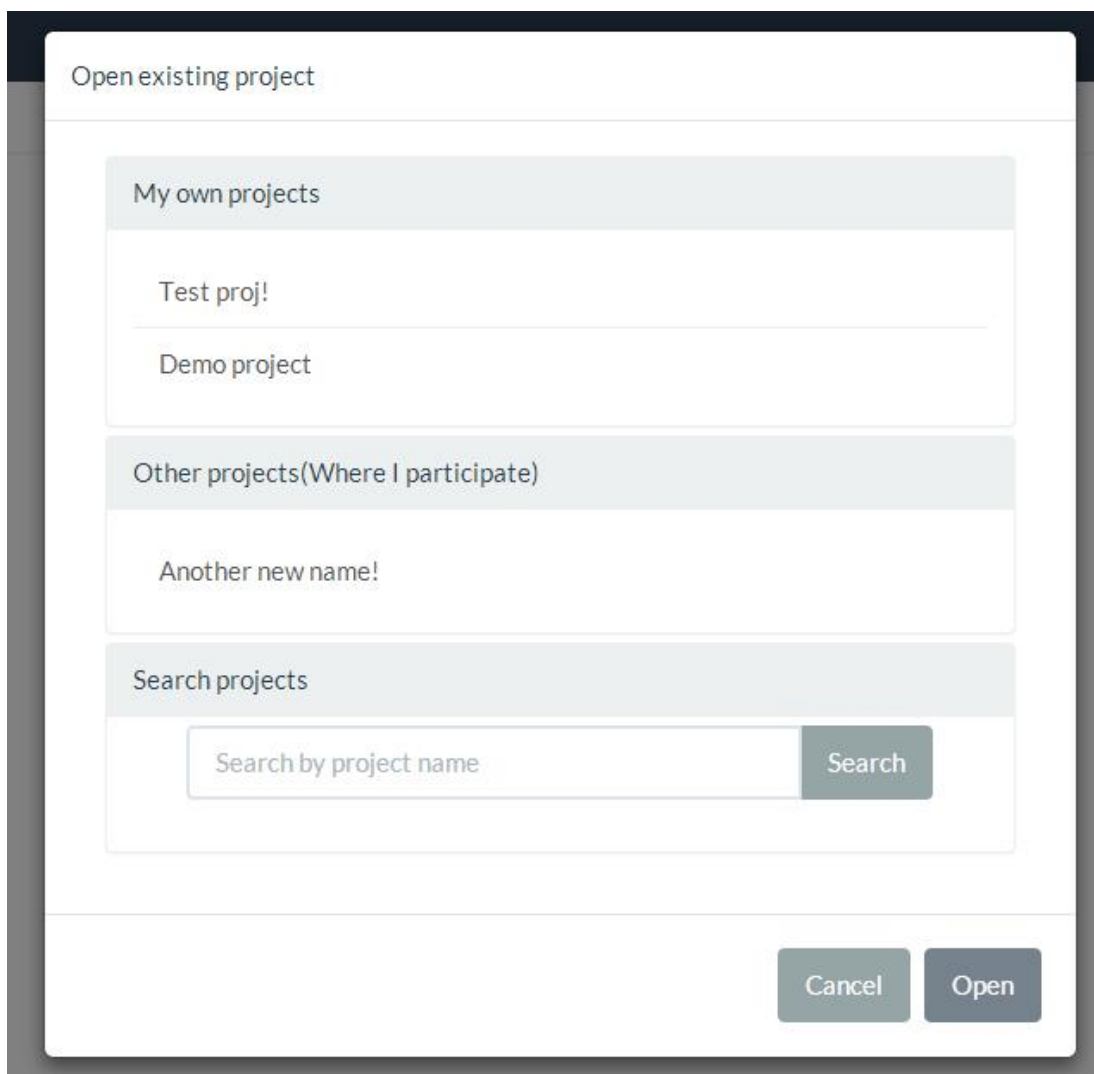 Open existing project
My own projects
Test proj!
Demo project
Other projects(Where I participate)
Another new name!
Search projects
Search by project name
Search
Cancel
Open